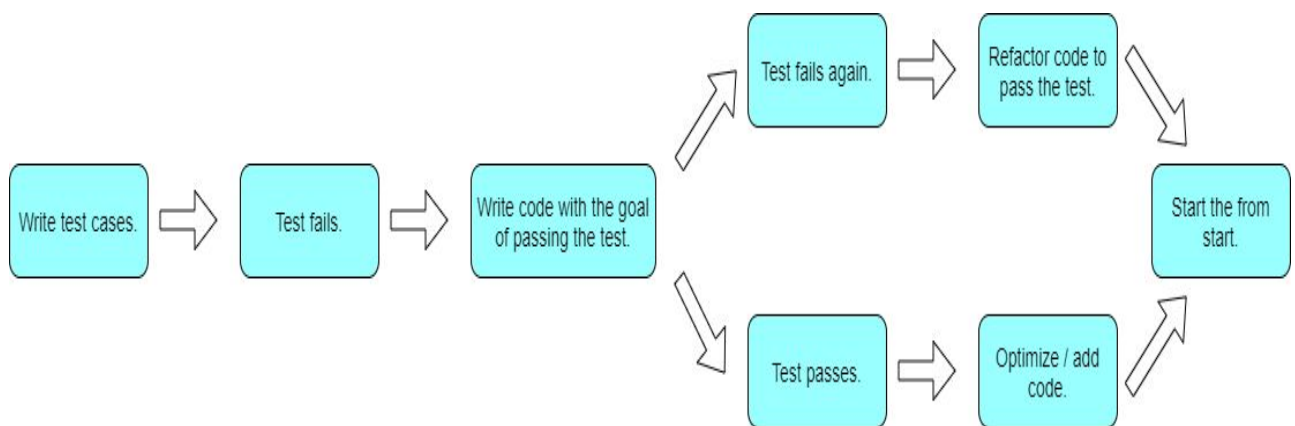 Write test cases.
Test fails.
Write code with the goal
of passing the test.
Test fails again.
Refactor code to
pass the test.
Test passes.
Optimize / add
code.
Start the from
start.